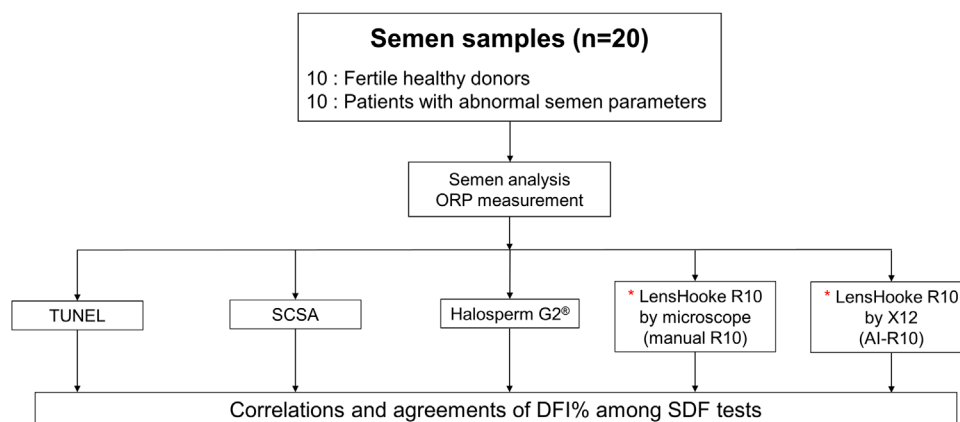 Semen samples (n=20)
10 : Fertile healthy donors
10 : Patients with abnormal semen parameters
Semen analysis
ORP measurement
TUNEL
SCSA
Halosperm G2®
* LensHooke R10
by microscope
(manual R10)
* LensHooke R10
by X12
(AI-R10)
Correlations and agreements of DFI% among SDF tests